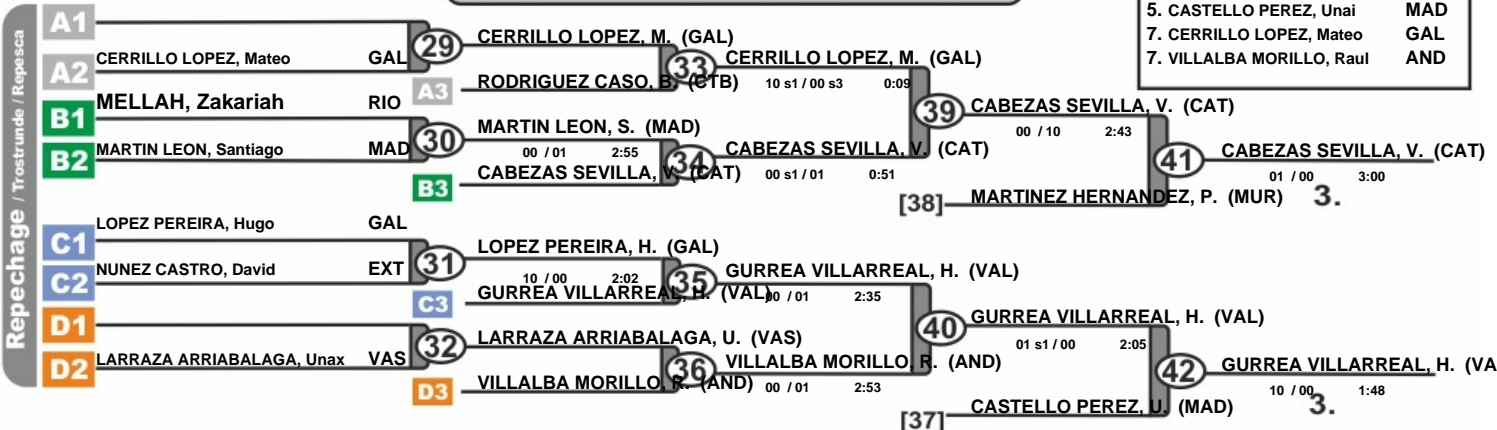 5. CASTELLO PEREZ, Unai MAD
7. CERRILLO LOPEZ, Mateo GAL
7. VILLALBA MORILLO, Raul AND
Repechage / Trostrunde / Repesca
A1
A2 CERRILLO LOPEZ, Mateo GAL
B1 MELLAH, Zakariah RIO
B2 MARTIN LEON, Santiago MAD
C1 LOPEZ PEREIRA, Hugo GAL
C2 NUNEZ CASTRO, David EXT
D1
D2 LARRAZA ARRIABALAGA, Unax VAS
29
CERRILLO LOPEZ, M. (GAL)
A3 RODRIGUEZ CASO, B. (CTB)
30
MARTIN LEON, S. (MAD)
00 / 01 2:55
B3 CABEZAS SEVILLA, V. (CAT)
31
LOPEZ PEREIRA, H. (GAL)
10 / 00 2:02
C3 GURREA VILLARREAL, H. (VAL)
32
LARRAZA ARRIABALAGA, U. (VAS)
D3 VILLALBA MORILLO, R. (AND)
33
CERRILLO LOPEZ, M. (GAL)
10 s1 / 00 s3 0:09
34
CABEZAS SEVILLA, V. (CAT)
00 s1 / 01 0:51
35
GURREA VILLARREAL, H. (VAL)
00 / 01 2:35
36
VILLALBA MORILLO, R. (AND)
00 / 01 2:53
39
CABEZAS SEVILLA, V. (CAT)
00 / 10 2:43
[38] MARTINEZ HERNANDEZ, P. (MUR)
40
GURREA VILLARREAL, H. (VAL)
01 s1 / 00 2:05
[37] CASTELLO PEREZ, U. (MAD)
41
CABEZAS SEVILLA, V. (CAT)
01 / 00 3:00
3.
42
GURREA VILLARREAL, H. (VA
10 / 00 1:48
3.